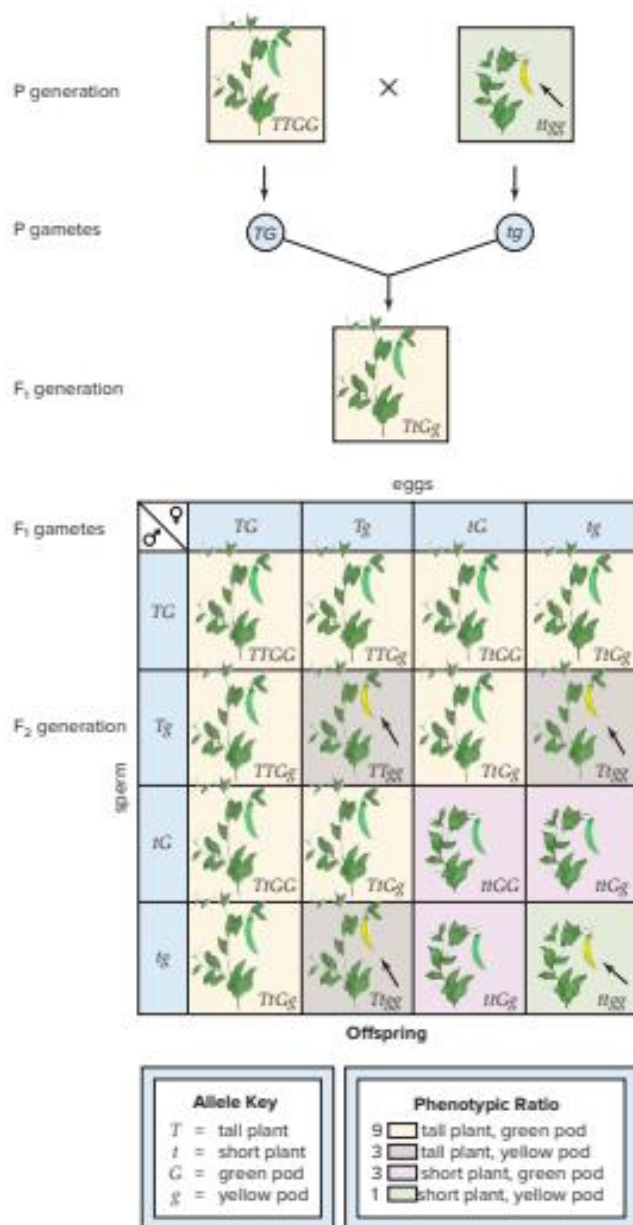 P generation
×
TTGG
ttgg
P gametes
TG
tg
F₁ generation
TtGg
eggs
F₁ gametes
♂ ♀
TG Tg tG tg
TG
TTGG TTGg TtGG TtGg
F₂ generation
sperm
Tg
TTGg TTgg TtGg Ttgg
tG
TtGG TtGg ttGG ttGg
tg
TtGg Ttgg ttGg ttgg
Offspring
Allele Key
T = tall plant
t = short plant
G = green pod
g = yellow pod
Phenotypic Ratio
9 tall plant, green pod
3 tall plant, yellow pod
3 short plant, green pod
1 short plant, yellow pod